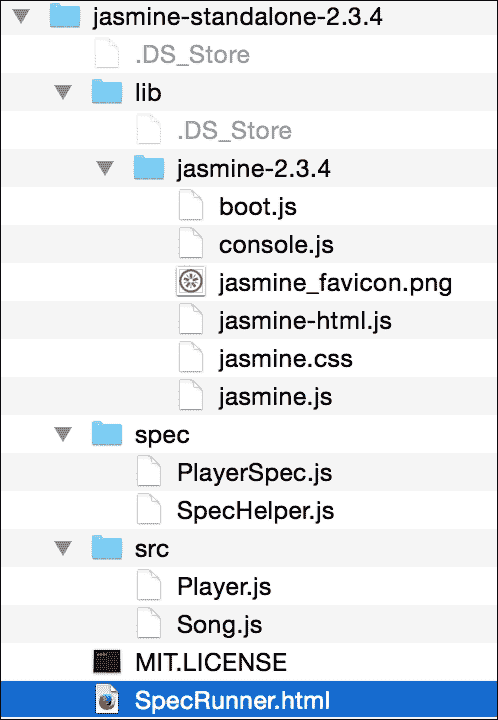 jasmine-standalone-2.3.4
.DS_Store
lib
.DS_Store
jasmine-2.3.4
boot.js
console.js
jasmine_favicon.png
jasmine-html.js
jasmine.css
jasmine.js
spec
PlayerSpec.js
SpecHelper.js
src
Player.js
Song.js
MIT.LICENSE
SpecRunner.html